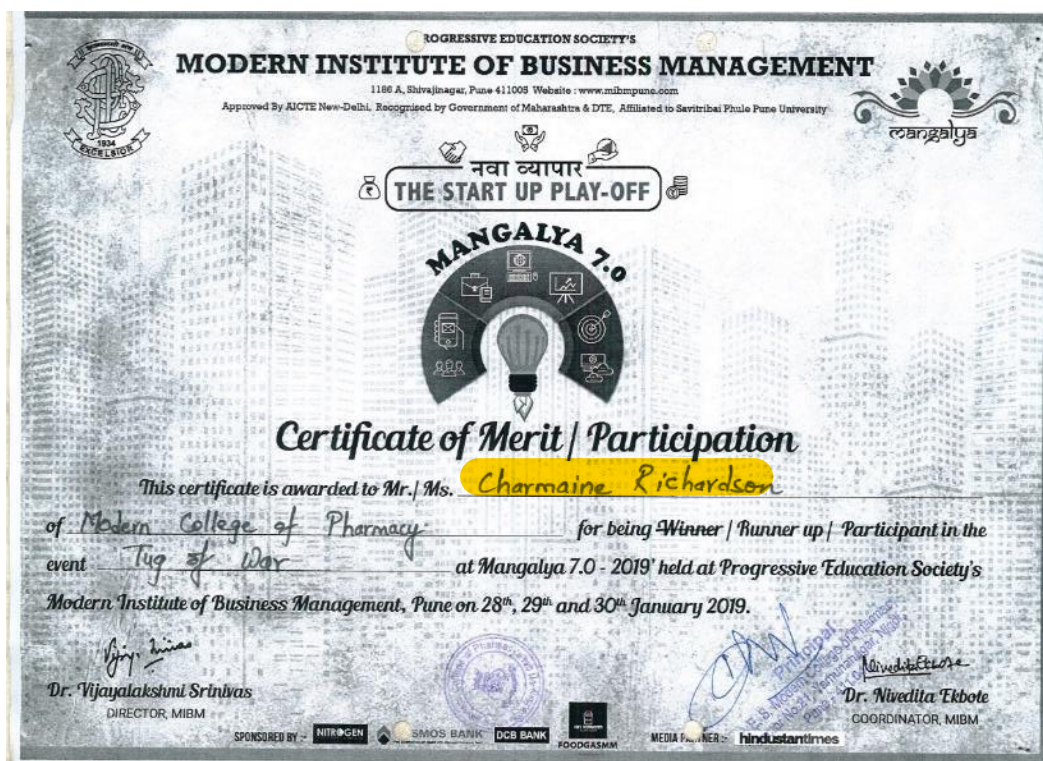 ROGRESSIVE EDUCATION SOCIETY'S
MODERN INSTITUTE OF BUSINESS MANAGEMENT
1186 A, Shivajinagar, Pune 411005 Website : www.mibmpune.com
Approved By AICTE New-Delhi, Recognised by Government of Maharashtra & DTE, Affiliated to Savitribai Phule Pune University
1934
EXCELSIOR
mangalya
नवा व्यापार
THE START UP PLAY-OFF
MANGALYA 7.0
Certificate of Merit / Participation
This certificate is awarded to Mr./ Ms. Charmaine Richardson
of Modern College of Pharmacy for being Winner / Runner up / Participant in the
event Tug of War at Mangalya 7.0 - 2019' held at Progressive Education Society's
Modern Institute of Business Management, Pune on 28th, 29th and 30th January 2019.
Dr. Vijayalakshmi Srinivas
DIRECTOR, MIBM
Principal
Nivedita Ekbote
Dr. Nivedita Ekbote
COORDINATOR, MIBM
SPONSORED BY :- NITROGEN SMOS BANK DCB BANK FOODGASMM MEDIA PA NER :- hindustantimes